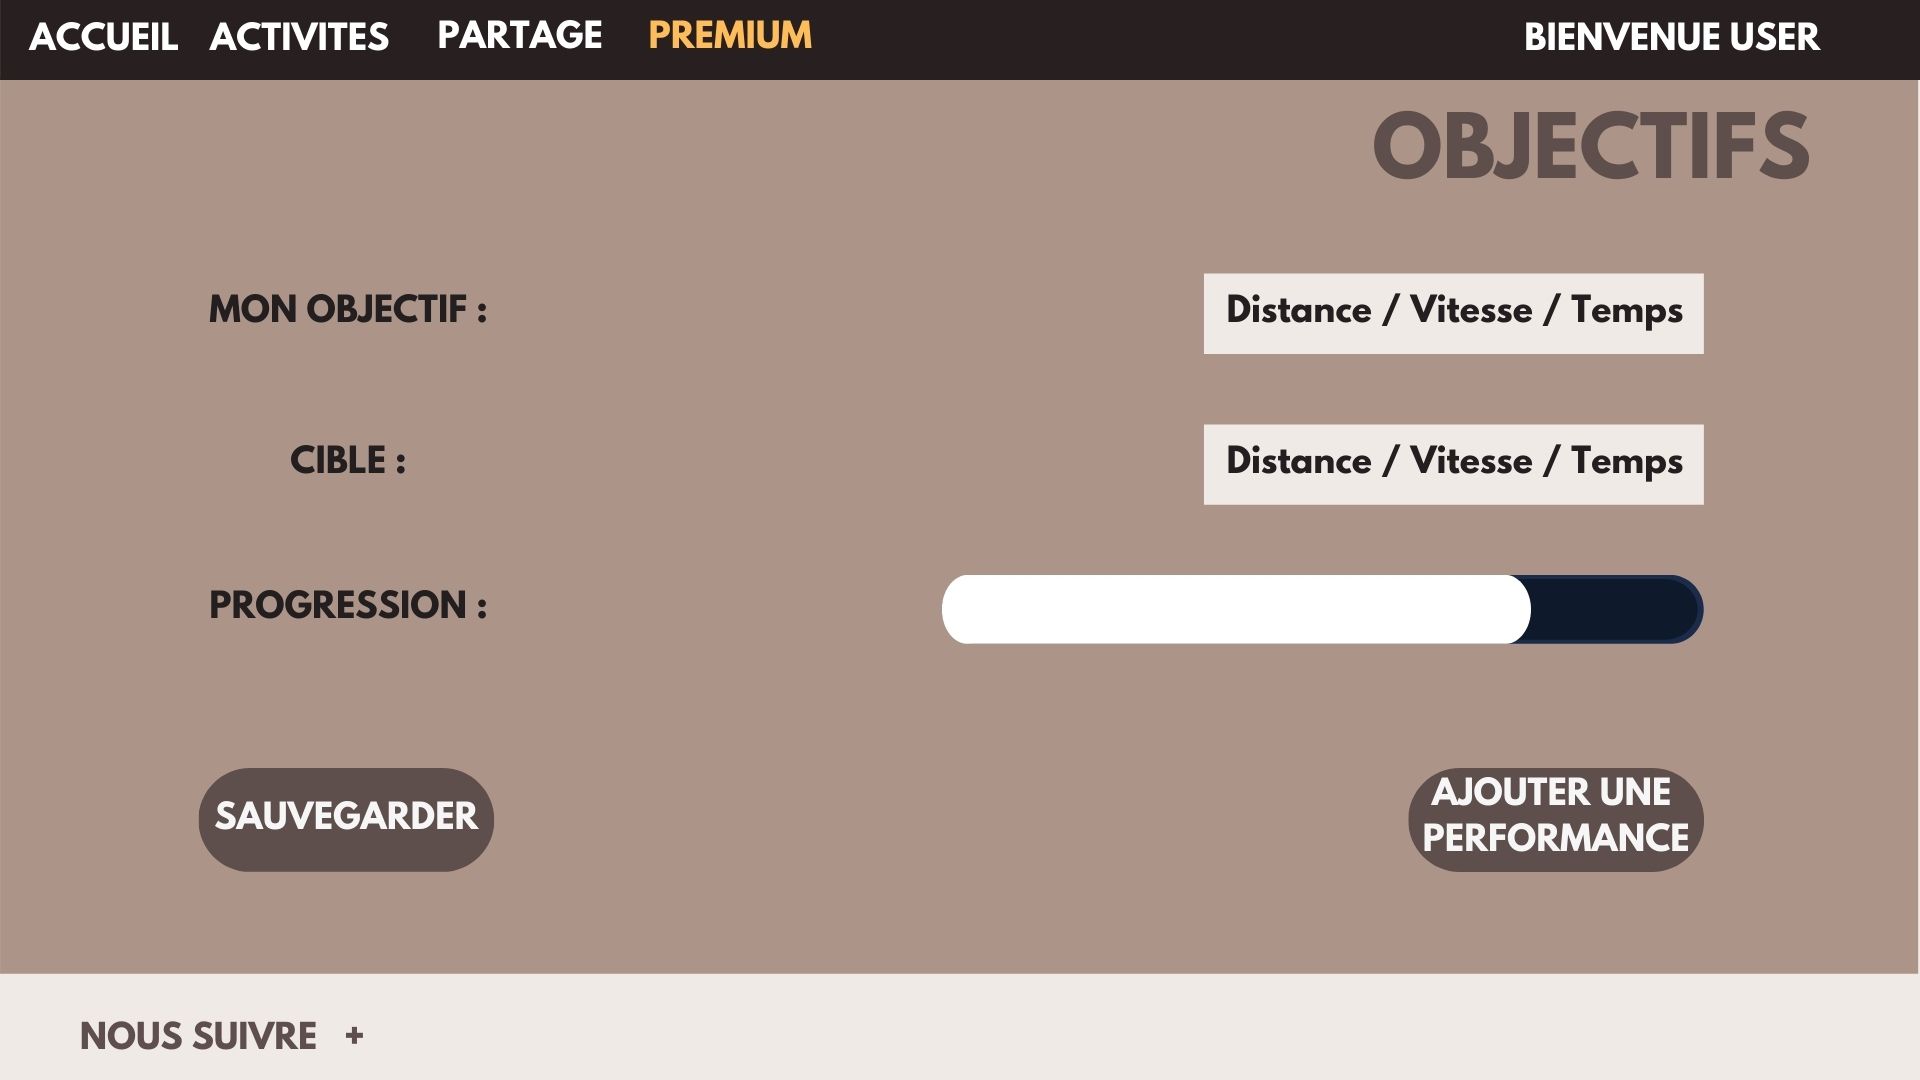 ACCUEIL ACTIVITES PARTAGE PREMIUM BIENVENUE USER
OBJECTIFS
MON OBJECTIF : Distance / Vitesse / Temps
CIBLE : Distance / Vitesse / Temps
PROGRESSION :
SAUVEGARDER
AJOUTER UNE
PERFORMANCE
NOUS SUIVRE +